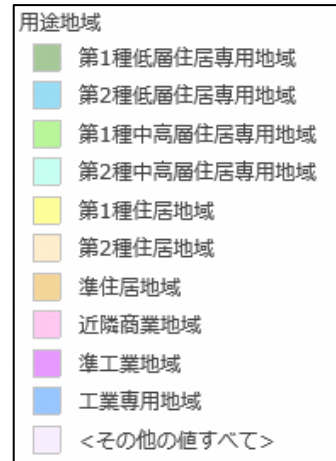 用途地域
第1種低層住居専用地域
第2種低層住居専用地域
第1種中高層住居専用地域
第2種中高層住居専用地域
第1種住居地域
第2種住居地域
準住居地域
近隣商業地域
準工業地域
工業専用地域
<その他の値すべて>